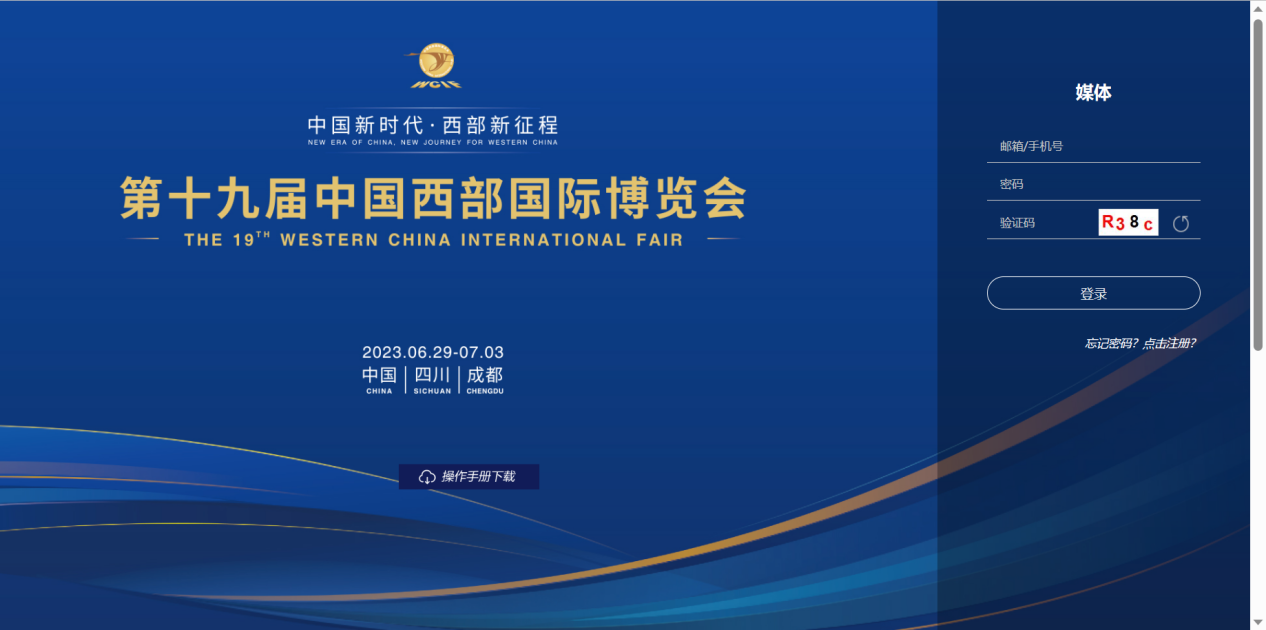 WCIF
中国新时代·西部新征程
NEW ERA OF CHINA, NEW JOURNEY FOR WESTERN CHINA
第十九届中国西部国际博览会
THE 19TH WESTERN CHINA INTERNATIONAL FAIR
2023.06.29-07.03
中国 四川 成都
CHINA SICHUAN CHENGDU
操作手册下载
媒体
邮箱/手机号
密码
验证码 R38c
登录
忘记密码? 点击注册?